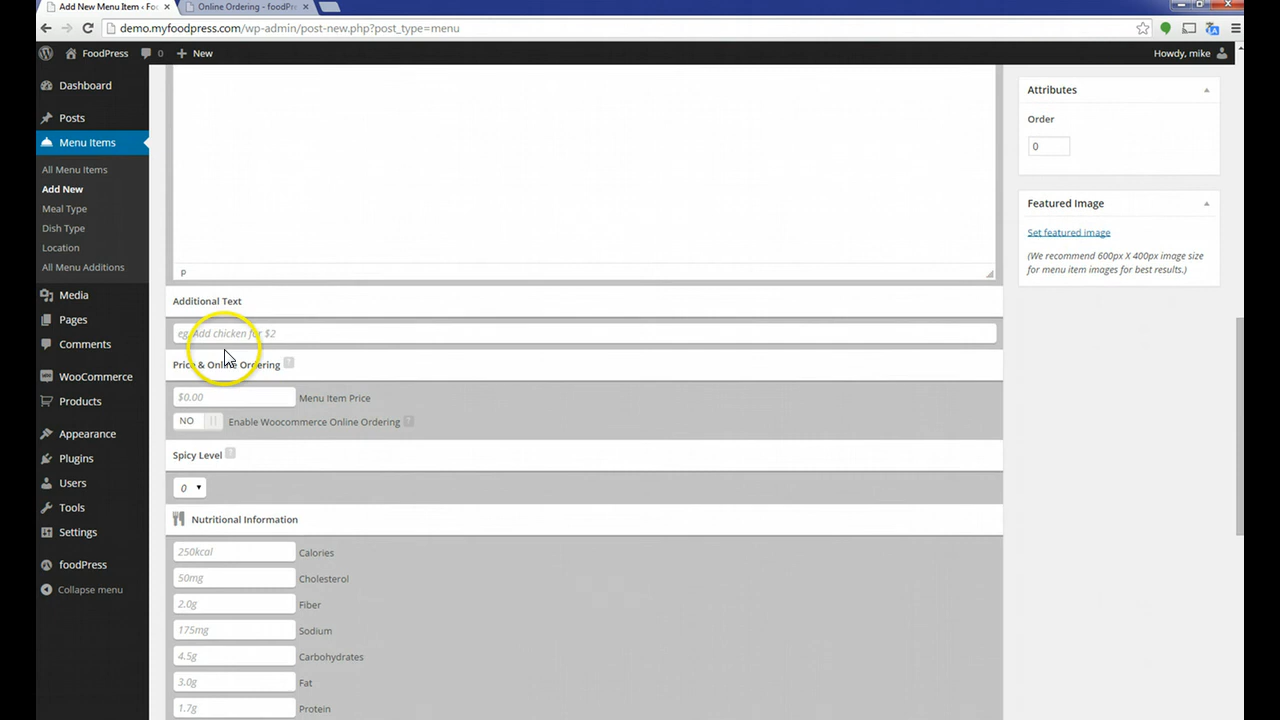 Add New Menu Item ‹ Food
Online Ordering - foodPre
demo.myfoodpress.com/wp-admin/post-new.php?post_type=menu
FoodPress 0 + New Howdy, mike
Dashboard
Posts
Menu Items
All Menu Items
Add New
Meal Type
Dish Type
Location
All Menu Additions
Media
Pages
Comments
WooCommerce
Products
Appearance
Plugins
Users
Tools
Settings
foodPress
Collapse menu
p
Additional Text
eg. Add chicken for $2
Price & Online Ordering ?
$0.00 Menu Item Price
NO Enable Woocommerce Online Ordering ?
Spicy Level ?
0
Nutritional Information
250kcal Calories
50mg Cholesterol
2.0g Fiber
175mg Sodium
4.5g Carbohydrates
3.0g Fat
1.7g Protein
Attributes
Order
0
Featured Image
Set featured image
(We recommend 600px X 400px image size
for menu item images for best results.)